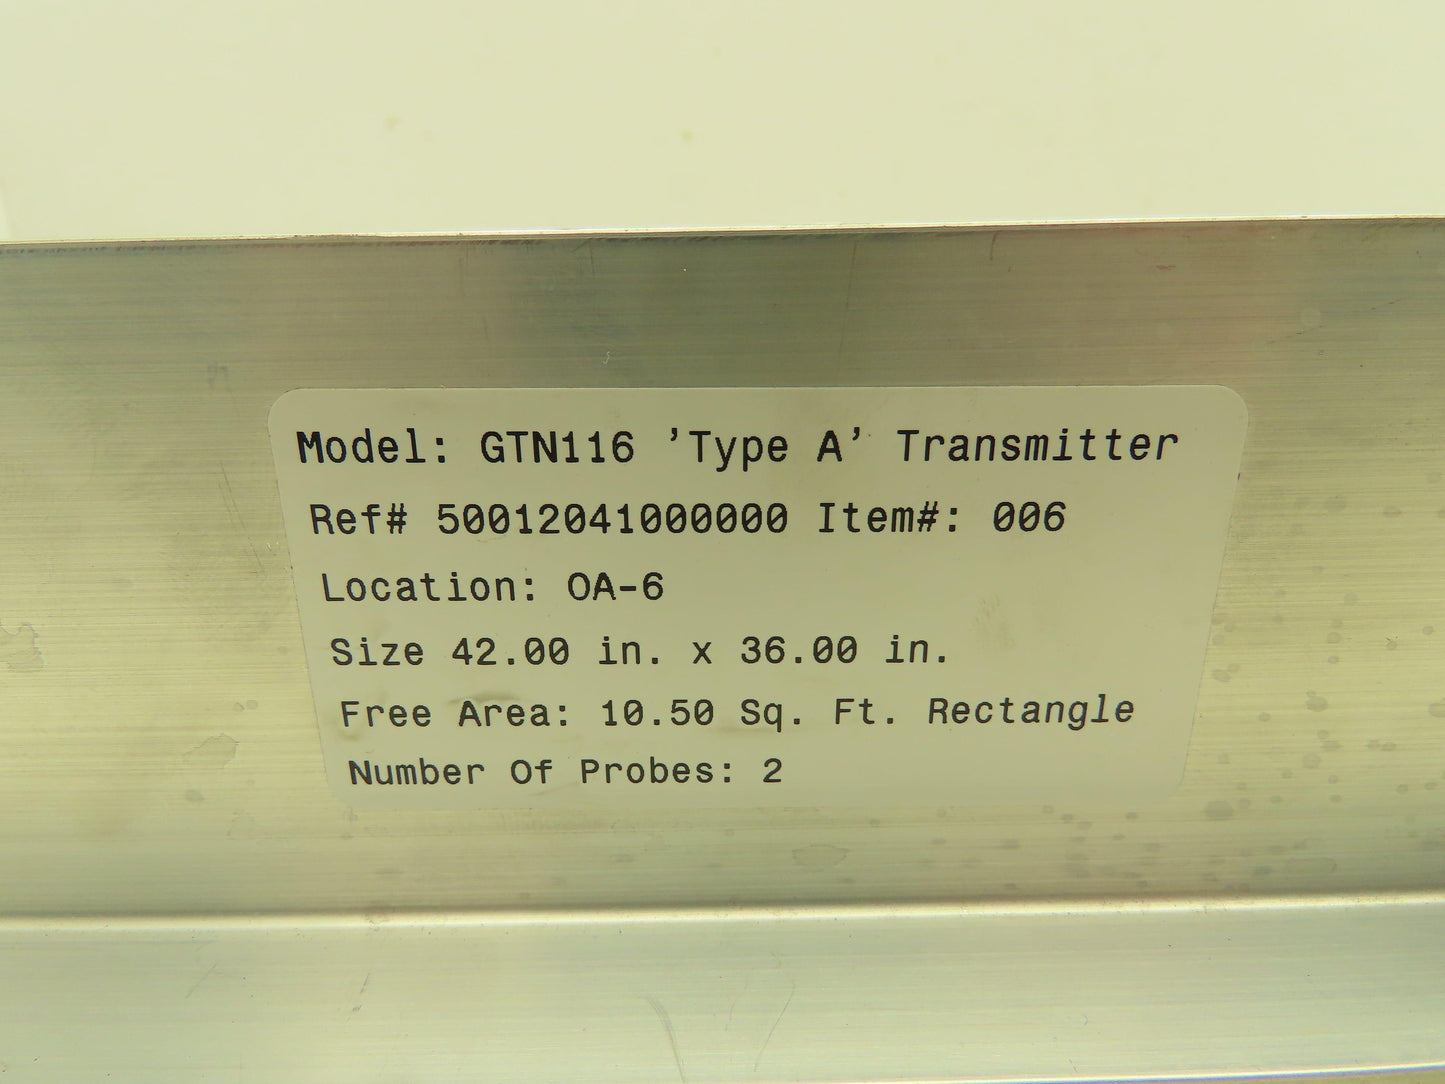 Model: GTN116 'Type A' Transmitter
Ref# 50012041000000 Item#: 006
Location: OA-6
Size 42.00 in. x 36.00 in.
Free Area: 10.50 Sq. Ft. Rectangle
Number Of Probes: 2